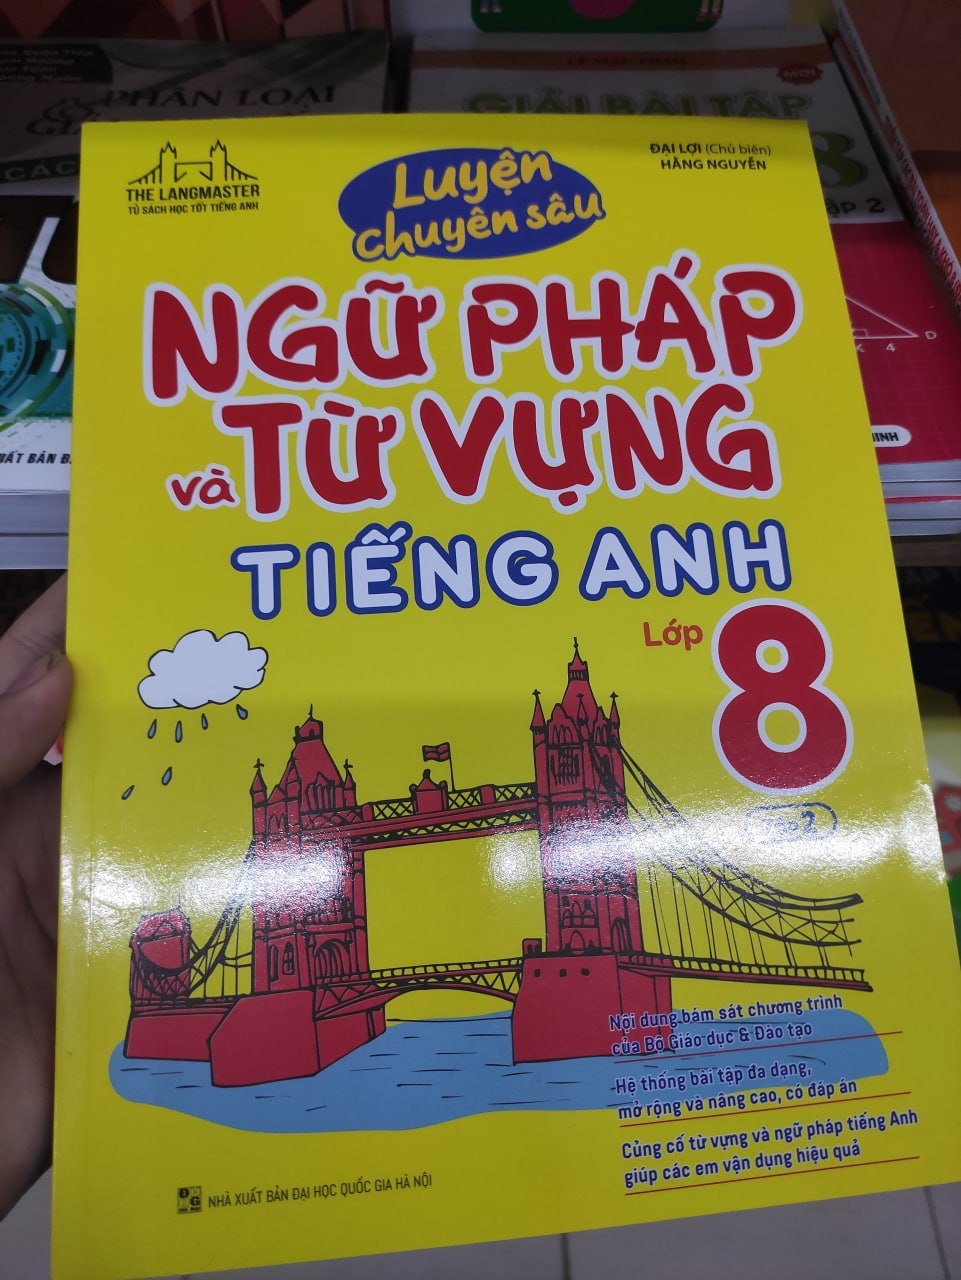 PHÂN LOẠI
GIẢI BÀI TẬP
8
TẬP 2
MỚI
THE LANGMASTER
TỦ SÁCH HỌC TỐT TIẾNG ANH
ĐẠI LỢI (Chủ biên)
HẰNG NGUYỄN
Luyện
chuyên sâu
NGỮ PHÁP
và TỪ VỰNG
TIẾNG ANH
Lớp 8
Tập 2
Nội dung bám sát chương trình
của Bộ Giáo dục & Đào tạo
Hệ thống bài tập đa dạng,
mở rộng và nâng cao, có đáp án
Củng cố từ vựng và ngữ pháp tiếng Anh
giúp các em vận dụng hiệu quả
NHÀ XUẤT BẢN ĐẠI HỌC QUỐC GIA HÀ NỘI
D
4